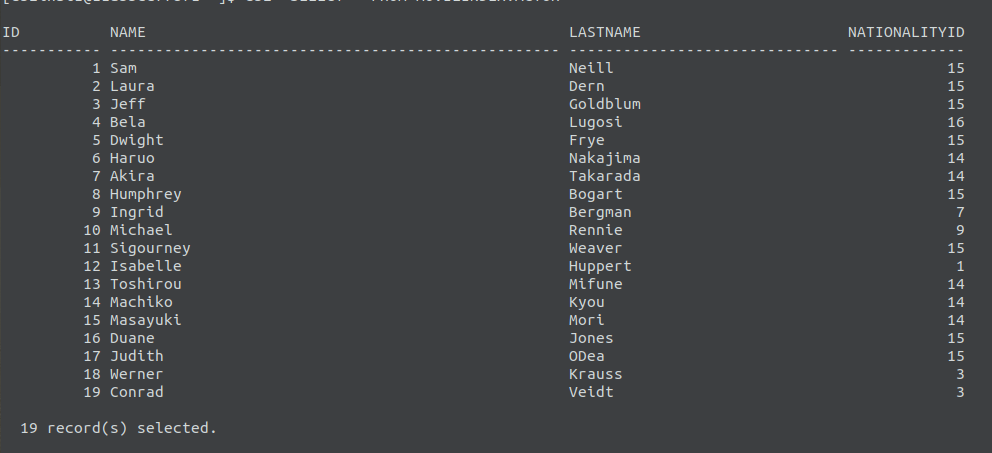 ID NAME LASTNAME NATIONALITYID
----------- -------------------------------------------------- ------------------------------ -------------
1 Sam Neill 15
2 Laura Dern 15
3 Jeff Goldblum 15
4 Bela Lugosi 16
5 Dwight Frye 15
6 Haruo Nakajima 14
7 Akira Takarada 14
8 Humphrey Bogart 15
9 Ingrid Bergman 7
10 Michael Rennie 9
11 Sigourney Weaver 15
12 Isabelle Huppert 1
13 Toshirou Mifune 14
14 Machiko Kyou 14
15 Masayuki Mori 14
16 Duane Jones 15
17 Judith ODea 15
18 Werner Krauss 3
19 Conrad Veidt 3
19 record(s) selected.